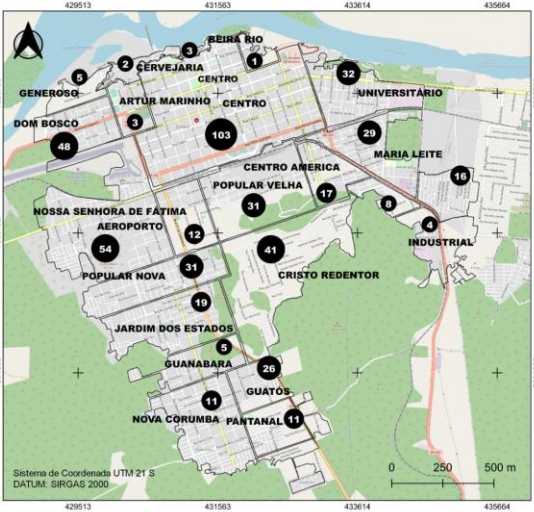 429513 431563 433614 435664
BEIRA RIO
3
1
2
CERVEJARIA
5
32
CENTRO
GENEROSO
UNIVERSITÁRIO
ARTUR MARINHO
CENTRO
DOM BOSCO
3
29
103
48
MARIA LEITE
CENTRO AMERICA
16
POPULAR VELHA
17
31
8
NOSSA SENHORA DE FÁTIMA
AEROPORTO
4
12
INDUSTRIAL
54
41
31
POPULAR NOVA
CRISTO REDENTOR
19
JARDIM DOS ESTADOS
5
GUANABARA
26
GUATÓS
11
NOVA CORUMBA
PANTANAL
11
Sistema de Coordenada UTM 21 S
DATUM: SIRGAS 2000
0 250 500 m
429513 431563 433614 435664